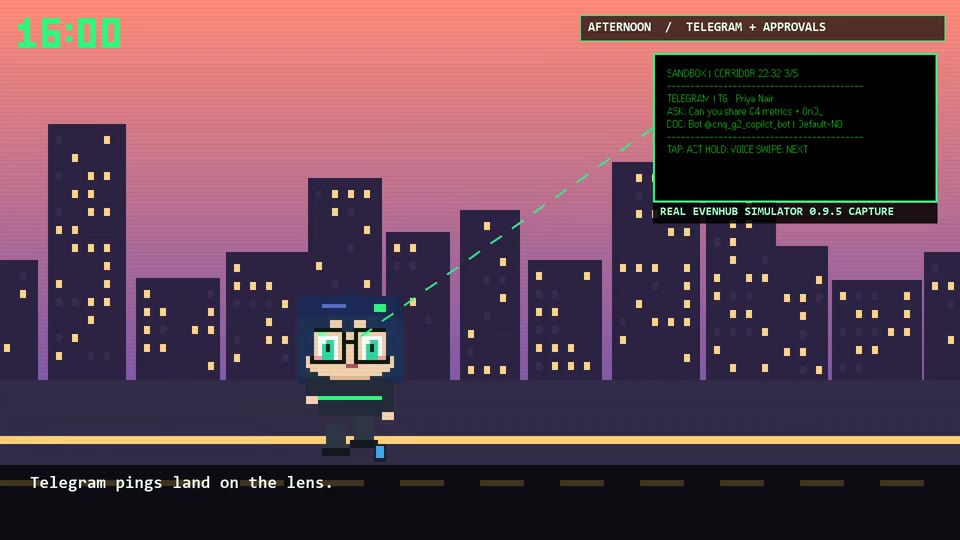 16:00
AFTERNOON / TELEGRAM + APPROVALS
SANDBOX | CORRIDOR 22:32 3/5
TELEGRAM | TG Priya Nair
ASK: Can you share C4 metrics +
DOC: Bot @cnq_g2_copilot_bot | Default-NO
TAP: ACT HOLD: VOICE SWIPE: NEXT
REAL EVENHUB SIMULATOR 0.9.5 CAPTURE
Telegram pings land on the lens.